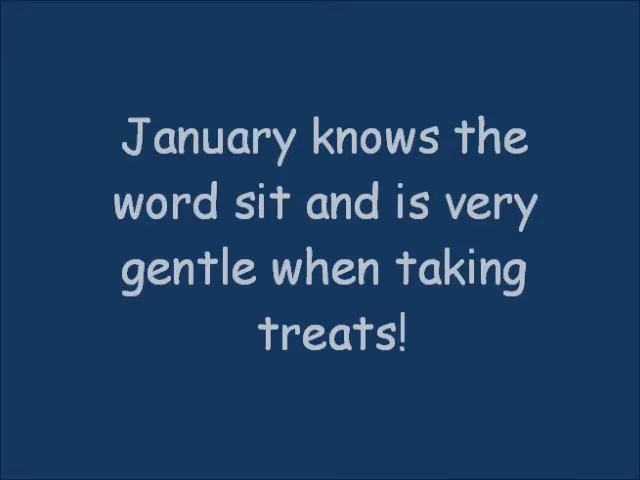 January knows the
word sit and is very
gentle when taking
treats!